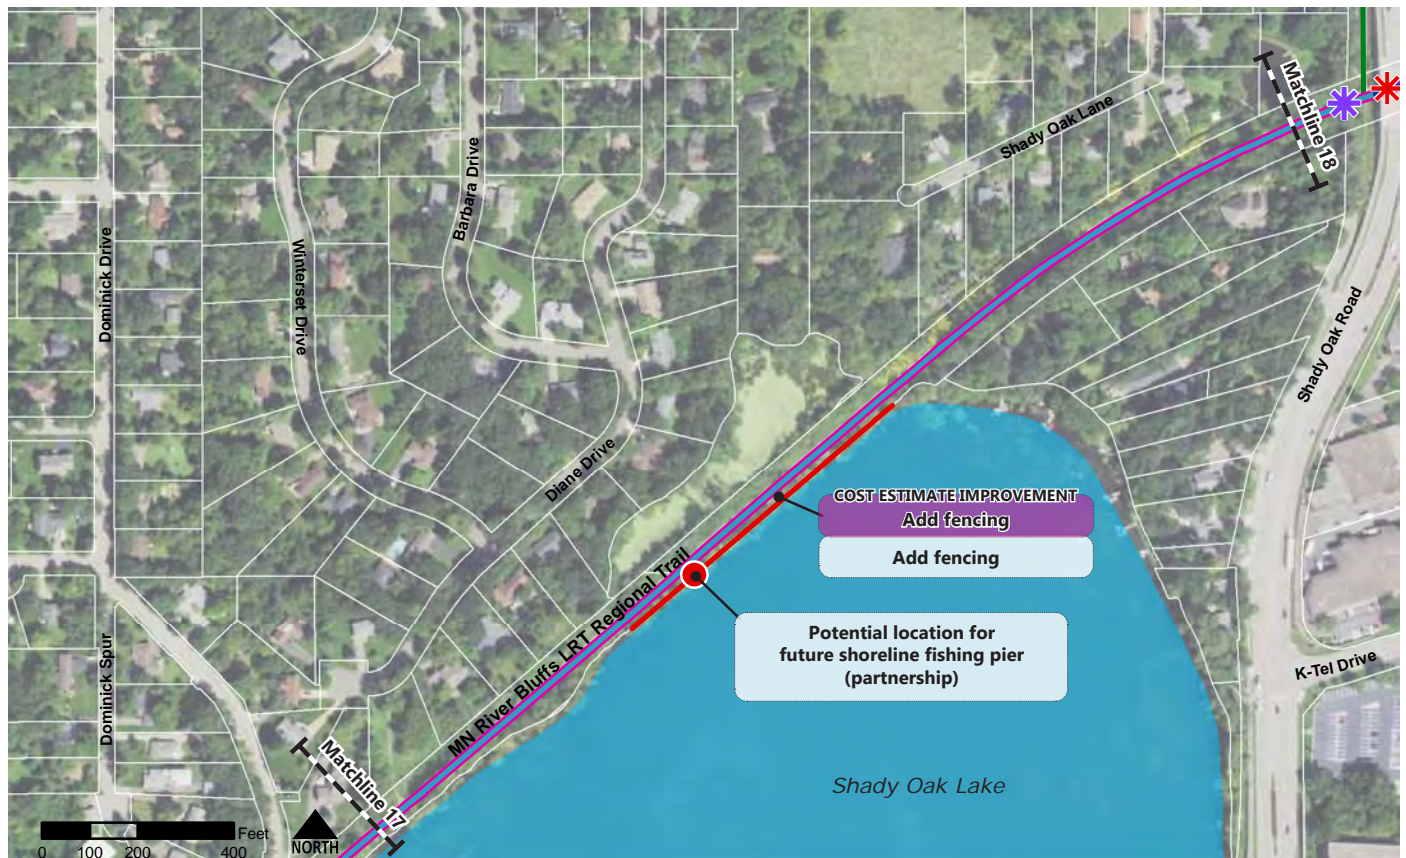 Matchline 18
Shady Oak Lane
Barbara Drive
Winterset Drive
Dominick Drive
Shady Oak Road
Diane Drive
COST ESTIMATE IMPROVEMENT
Add fencing
Add fencing
MN River Bluffs LRT Regional Trail
Potential location for
future shoreline fishing pier
(partnership)
K-Tel Drive
Dominick Spur
Matchline 17
Shady Oak Lake
Feet
0 100 200 400
NORTH